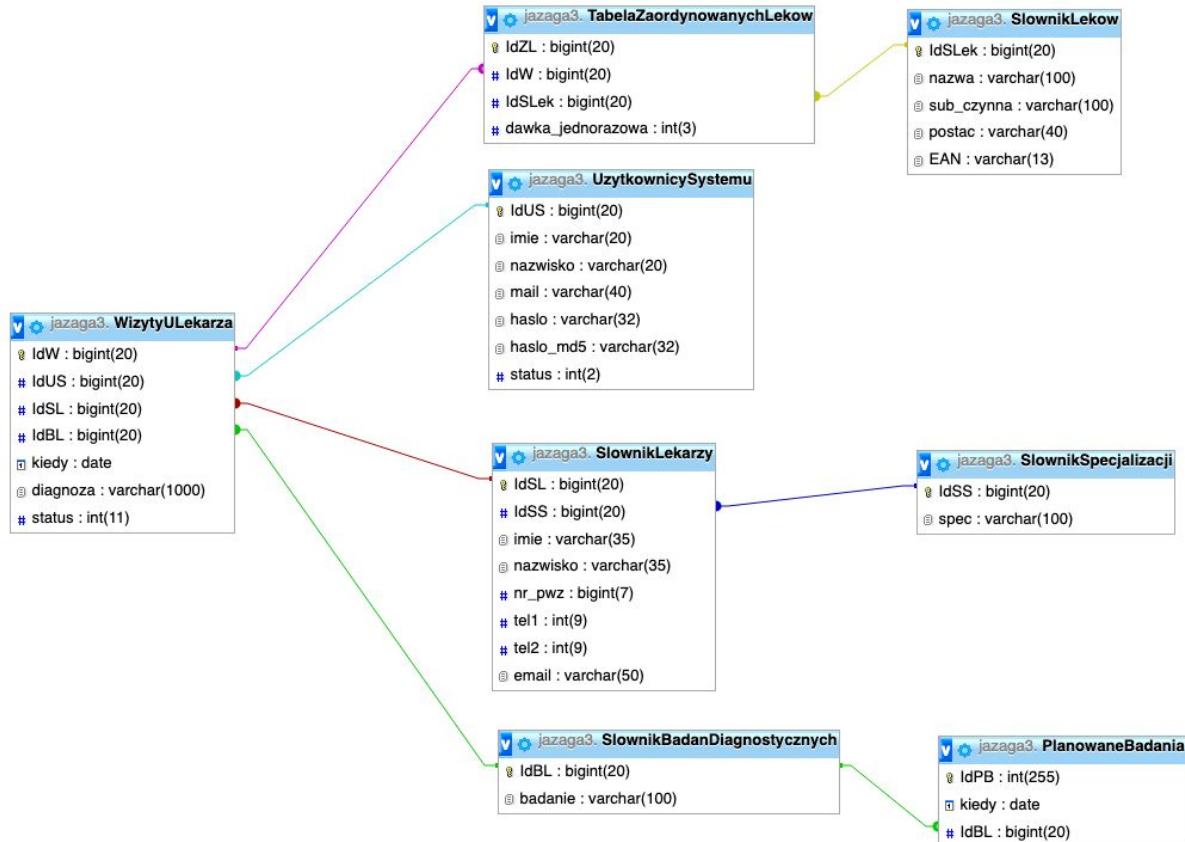 jazaga3. TabelaZaordynowanychLekow
IdZL : bigint(20)
IdW : bigint(20)
IdSLek : bigint(20)
dawka_jednorazowa : int(3)
jazaga3. SlownikLekow
IdSLek : bigint(20)
nazwa : varchar(100)
sub_czynna : varchar(100)
postac : varchar(40)
EAN : varchar(13)
jazaga3. UzytkownicySystemu
IdUS : bigint(20)
imie : varchar(20)
nazwisko : varchar(20)
mail : varchar(40)
haslo : varchar(32)
haslo_md5 : varchar(32)
status : int(2)
jazaga3. WizytyULekarza
IdW : bigint(20)
IdUS : bigint(20)
IdSL : bigint(20)
IdBL : bigint(20)
kiedy : date
diagnoza : varchar(1000)
status : int(11)
jazaga3. SlownikLekarzy
IdSL : bigint(20)
IdSS : bigint(20)
imie : varchar(35)
nazwisko : varchar(35)
nr_pwz : bigint(7)
tel1 : int(9)
tel2 : int(9)
email : varchar(50)
jazaga3. SlownikSpecjalizacji
IdSS : bigint(20)
spec : varchar(100)
jazaga3. SlownikBadanDiagnostycznych
IdBL : bigint(20)
badanie : varchar(100)
jazaga3. PlanowaneBadania
IdPB : int(255)
kiedy : date
IdBL : bigint(20)